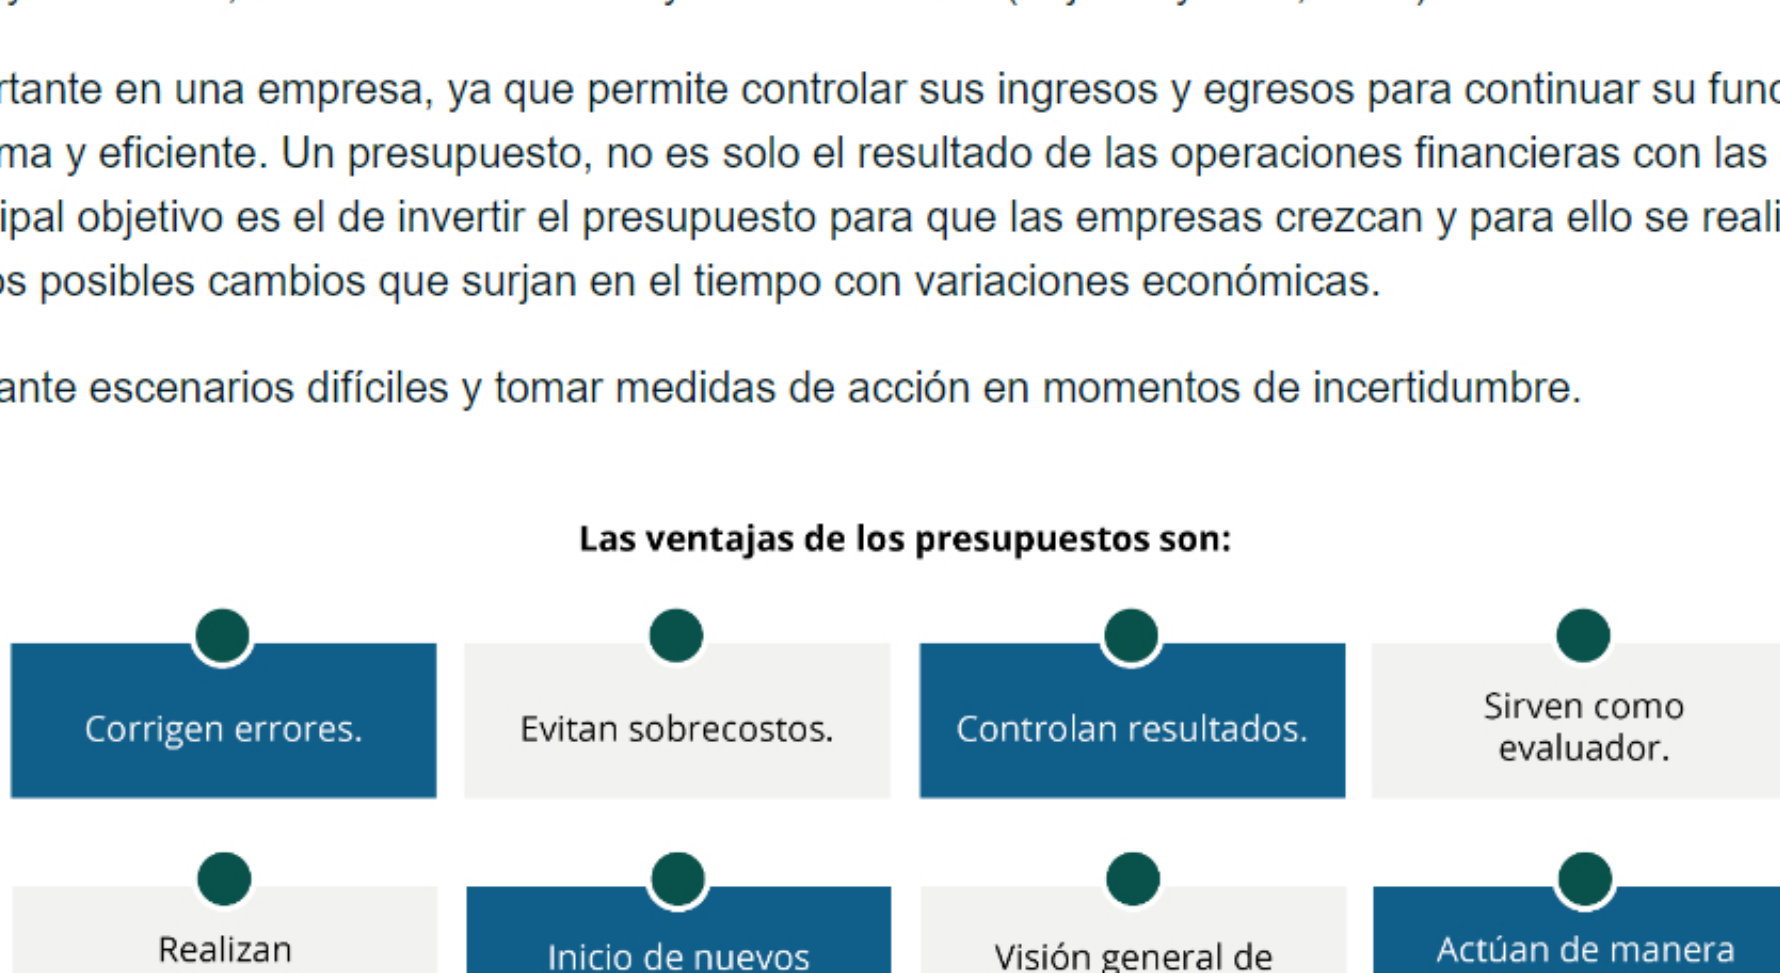 rtante en una empresa, ya que permite controlar sus ingresos y egresos para continuar su func
ma y eficiente. Un presupuesto, no es solo el resultado de las operaciones financieras con las
ipal objetivo es el de invertir el presupuesto para que las empresas crezcan y para ello se reali
os posibles cambios que surjan en el tiempo con variaciones económicas.
ante escenarios difíciles y tomar medidas de acción en momentos de incertidumbre.
Las ventajas de los presupuestos son:
Corrigen errores.
Evitan sobrecostos.
Controlan resultados.
Sirven como
evaluador.
Realizan
Inicio de nuevos
Visión general de
Actúan de manera